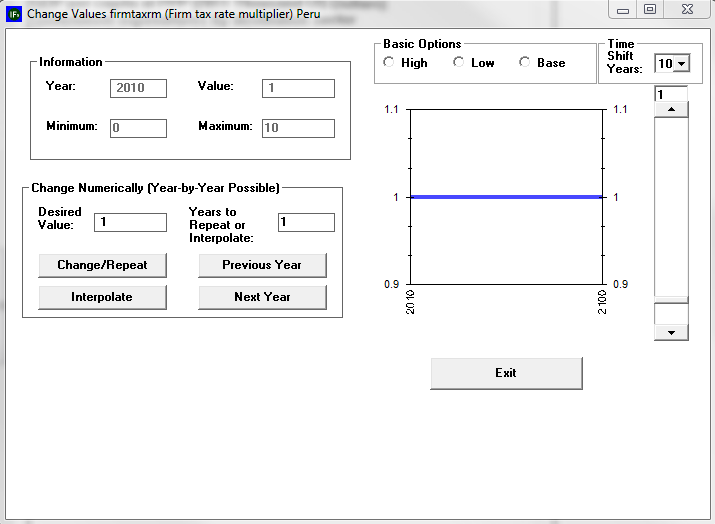 IFs Change Values firmtaxrm (Firm tax rate multiplier) Peru
Information
Year: 2010 Value: 1
Minimum: 0 Maximum: 10
Basic Options
High Low Base
Time
Shift
Years: 10
1
1.1 1.1
1 1
0.9 0.9
2010 2100
Change Numerically (Year-by-Year Possible)
Desired
Value: 1
Years to
Repeat or
Interpolate: 1
Change/Repeat Previous Year
Interpolate Next Year
Exit